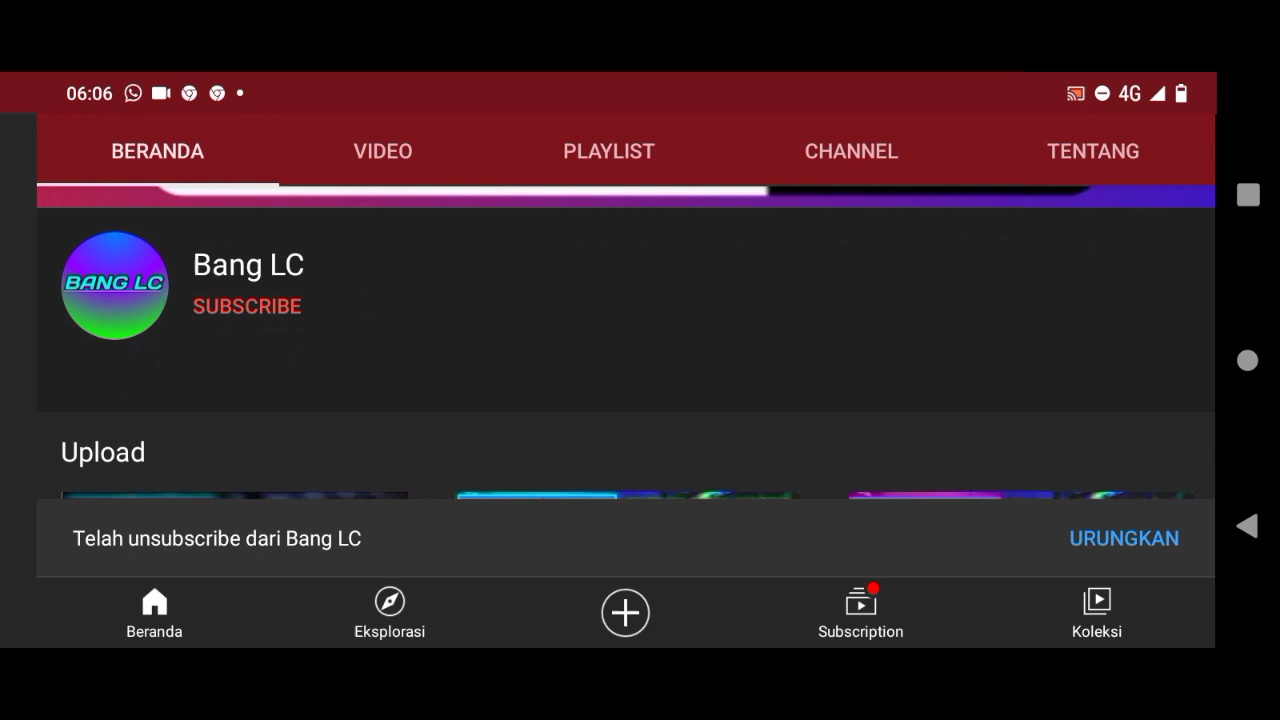 06:06 4G
BERANDA VIDEO PLAYLIST CHANNEL TENTANG
BANG LC
Bang LC
SUBSCRIBE
Upload
Telah unsubscribe dari Bang LC URUNGKAN
Beranda Eksplorasi Subscription Koleksi